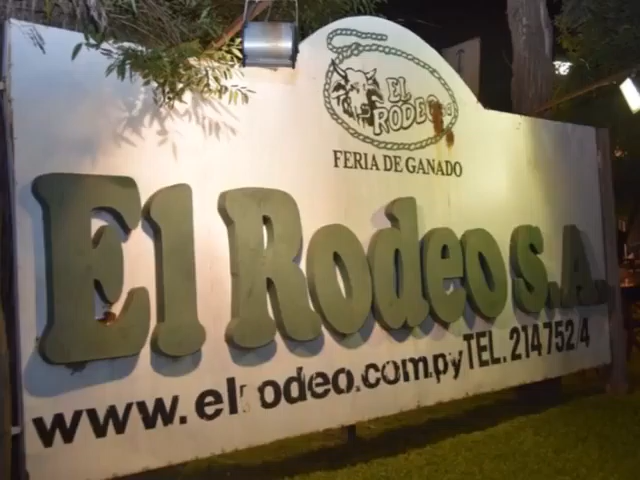 EL
RODEO
FERIA DE GANADO
El Rodeo S.A.
www.elrodeo.com.py TEL. 214 752/4